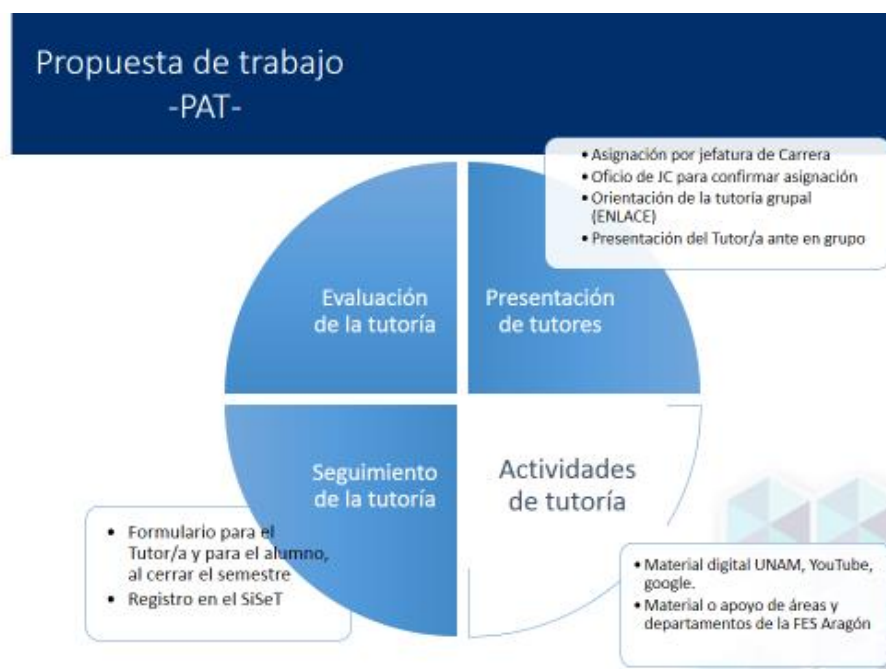 Propuesta de trabajo
-PAT-
• Asignación por jefatura de Carrera
• Oficio de JC para confirmar asignación
• Orientación de la tutoría grupal
(ENLACE)
• Presentación del Tutor/a ante en grupo
Evaluación
de la tutoría
Presentación
de tutores
Seguimiento
de la tutoría
Actividades
de tutoría
• Formulario para el
Tutor/a y para el alumno,
al cerrar el semestre
• Registro en el SiSeT
• Material digital UNAM, YouTube,
google.
• Material o apoyo de áreas y
departamentos de la FES Aragón